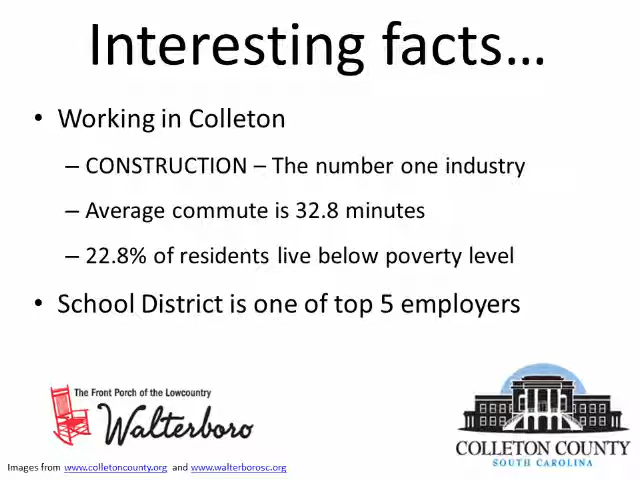 Interesting facts…
• Working in Colleton
– CONSTRUCTION – The number one industry
– Average commute is 32.8 minutes
– 22.8% of residents live below poverty level
• School District is one of top 5 employers
The Front Porch of the Lowcountry
Walterboro
COLLETON COUNTY
SOUTH CAROLINA
Images from www.colletoncounty.org and www.walterborosc.org